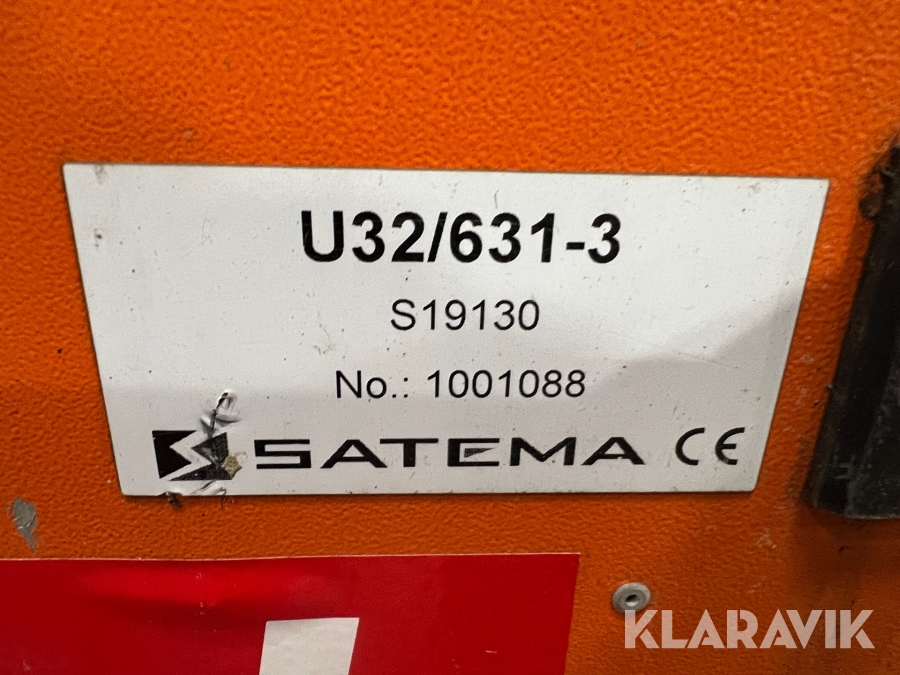 U32/631-3
S19130
No.: 1001088
SATEMA CE
KLARAVIK